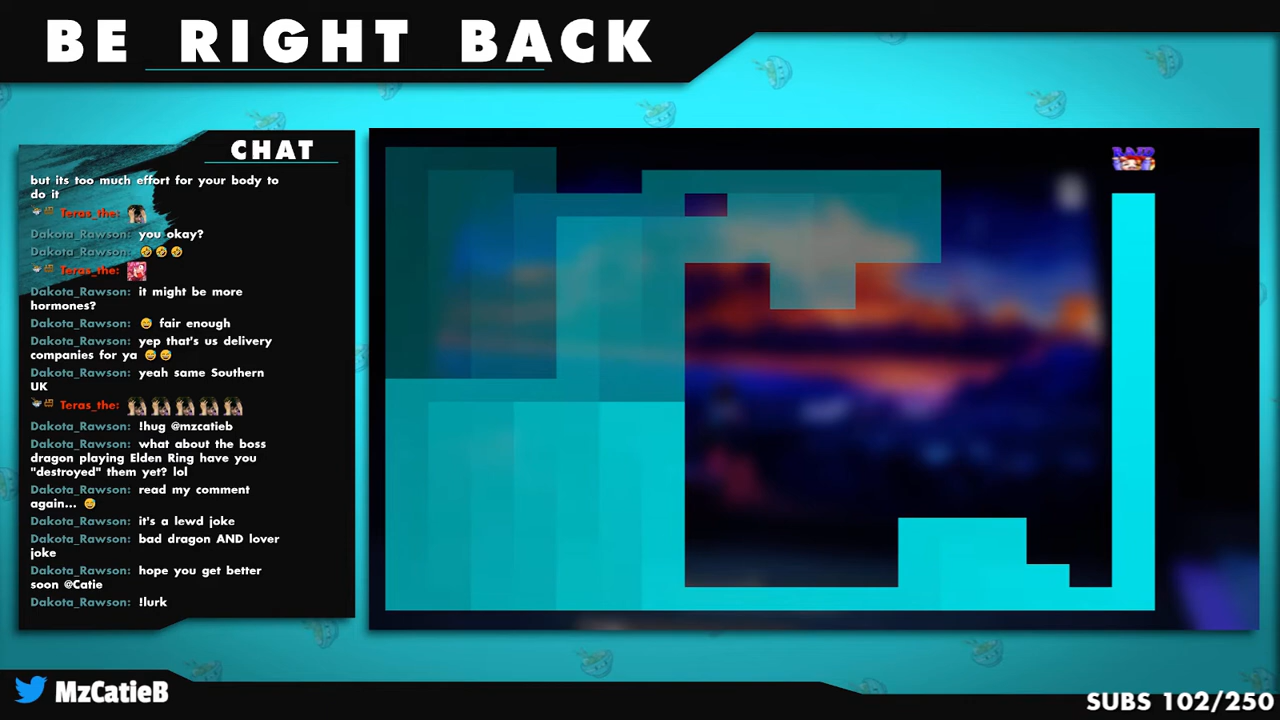 BE RIGHT BACK
CHAT
but its too much effort for your body to
do it
Teras_the:
Dakota_Rawson: you okay?
Dakota_Rawson: 🤣🤣🤣
Teras_the:
Dakota_Rawson: it might be more
hormones?
Dakota_Rawson: 😅 fair enough
Dakota_Rawson: yep that's us delivery
companies for ya 😅😅
Dakota_Rawson: yeah same Southern
UK
Teras_the:
Dakota_Rawson: !hug @mzcatieb
Dakota_Rawson: what about the boss
dragon playing Elden Ring have you
"destroyed" them yet? lol
Dakota_Rawson: read my comment
again... 😅
Dakota_Rawson: it's a lewd joke
Dakota_Rawson: bad dragon AND lover
joke
Dakota_Rawson: hope you get better
soon @Catie
Dakota_Rawson: !lurk
RAID
MzCatieB
SUBS 102/250